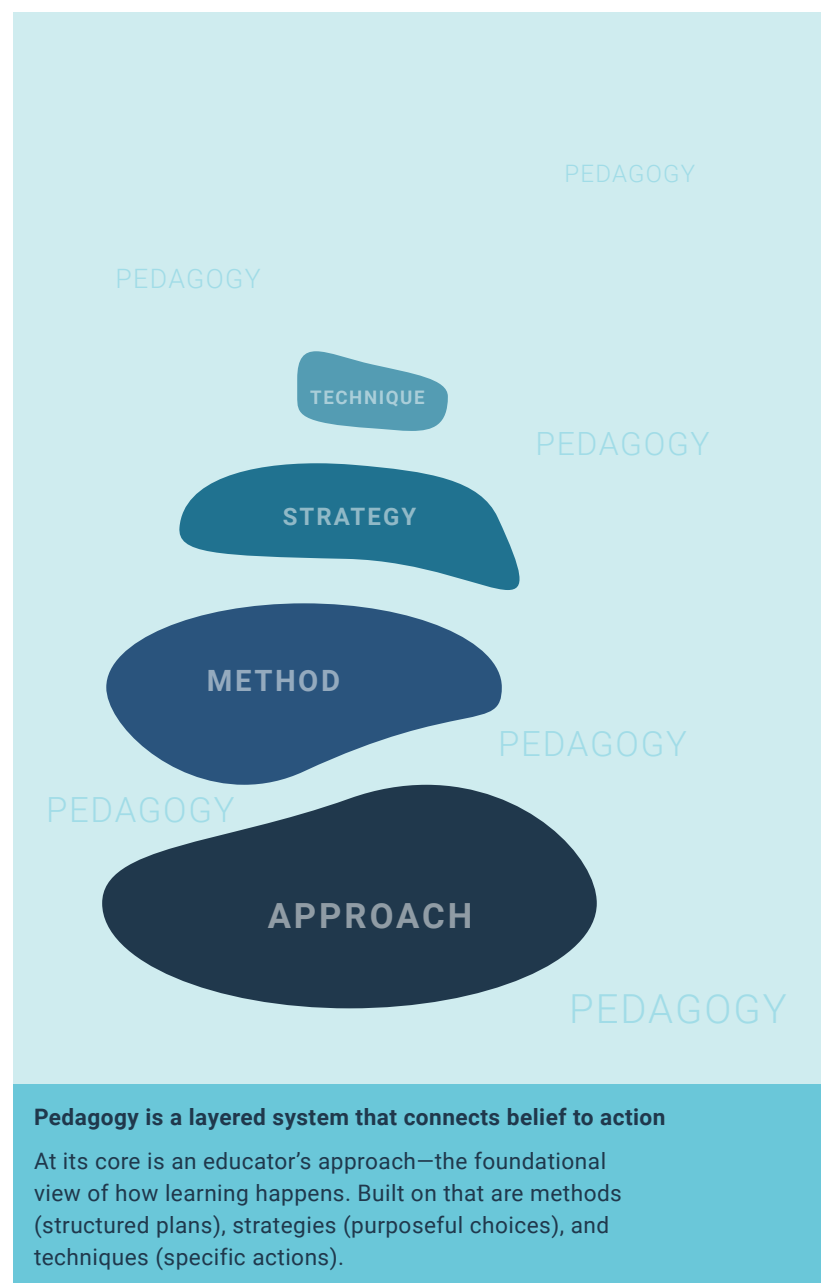 PEDAGOGY
PEDAGOGY
TECHNIQUE
PEDAGOGY
STRATEGY
METHOD
PEDAGOGY
PEDAGOGY
APPROACH
PEDAGOGY
Pedagogy is a layered system that connects belief to action
At its core is an educator’s approach—the foundational
view of how learning happens. Built on that are methods
(structured plans), strategies (purposeful choices), and
techniques (specific actions).